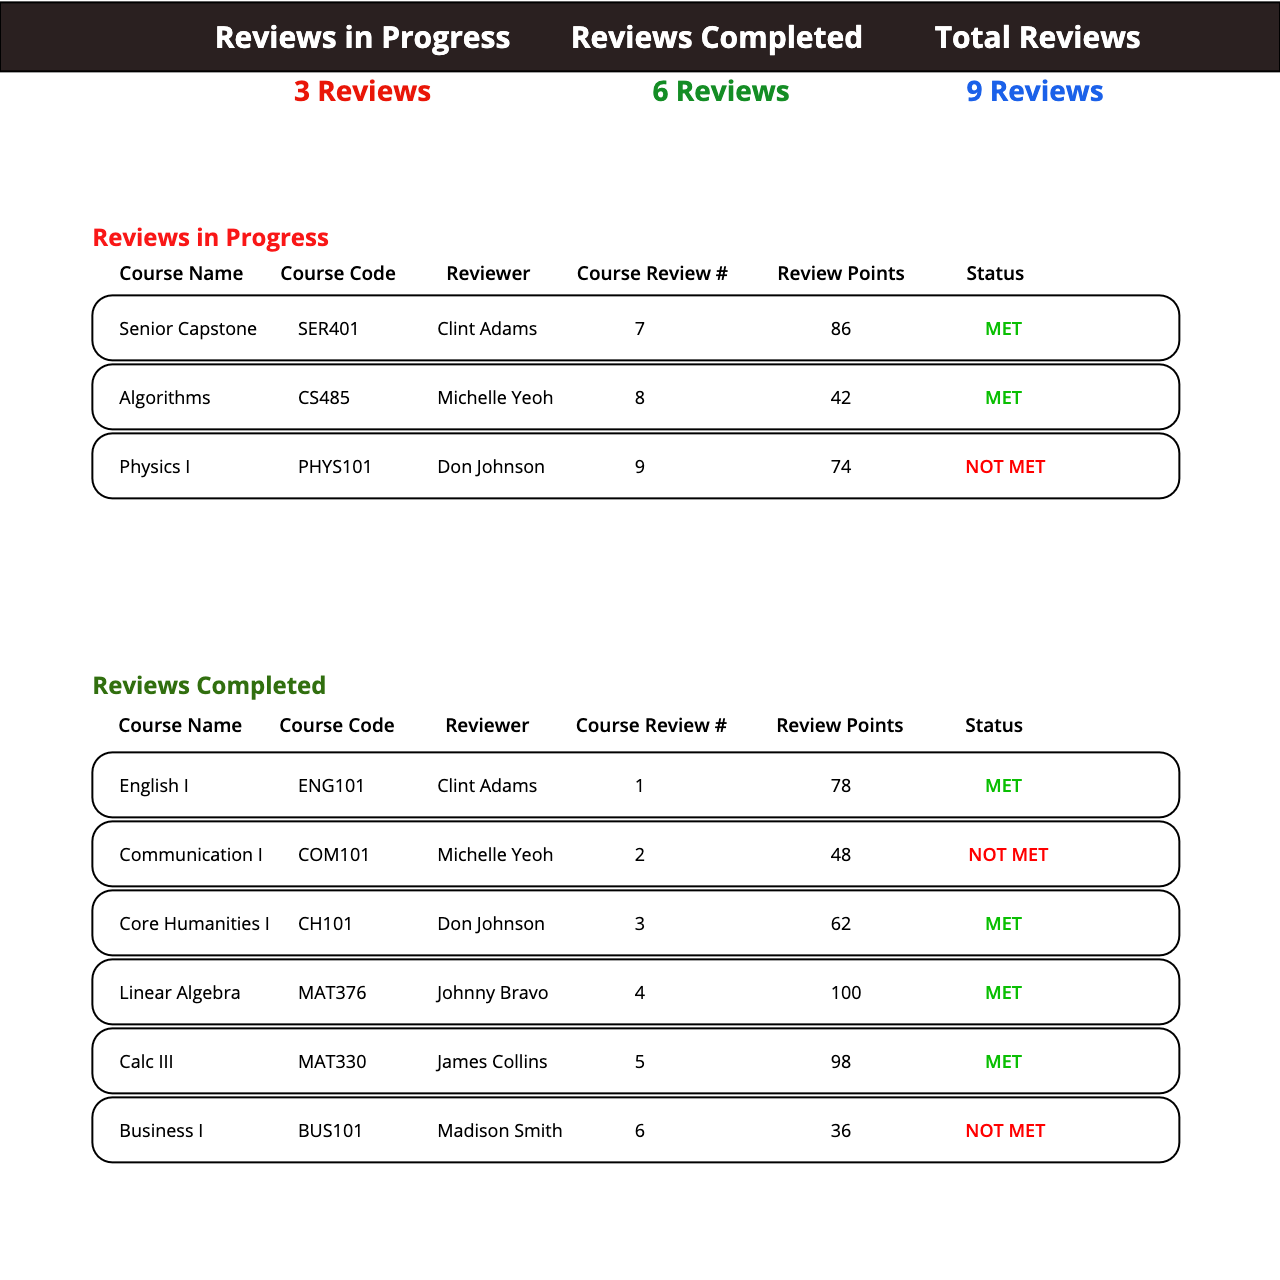 Reviews in Progress Reviews Completed Total Reviews
3 Reviews 6 Reviews 9 Reviews
Reviews in Progress
Course Name Course Code Reviewer Course Review # Review Points Status
Senior Capstone SER401 Clint Adams 7 86 MET
Algorithms CS485 Michelle Yeoh 8 42 MET
Physics I PHYS101 Don Johnson 9 74 NOT MET
Reviews Completed
Course Name Course Code Reviewer Course Review # Review Points Status
English I ENG101 Clint Adams 1 78 MET
Communication I COM101 Michelle Yeoh 2 48 NOT MET
Core Humanities I CH101 Don Johnson 3 62 MET
Linear Algebra MAT376 Johnny Bravo 4 100 MET
Calc III MAT330 James Collins 5 98 MET
Business I BUS101 Madison Smith 6 36 NOT MET